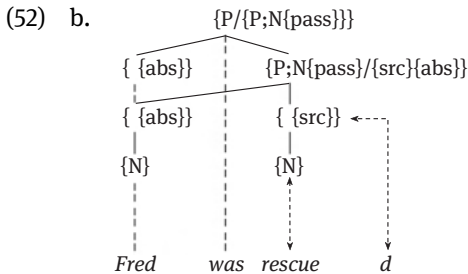 (52) b. {P/{P;N{pass}}}
{ {abs}} {P;N{pass}/{src}{abs}}
{ {abs}} { {src}}
{N} {N}
Fred was rescue d